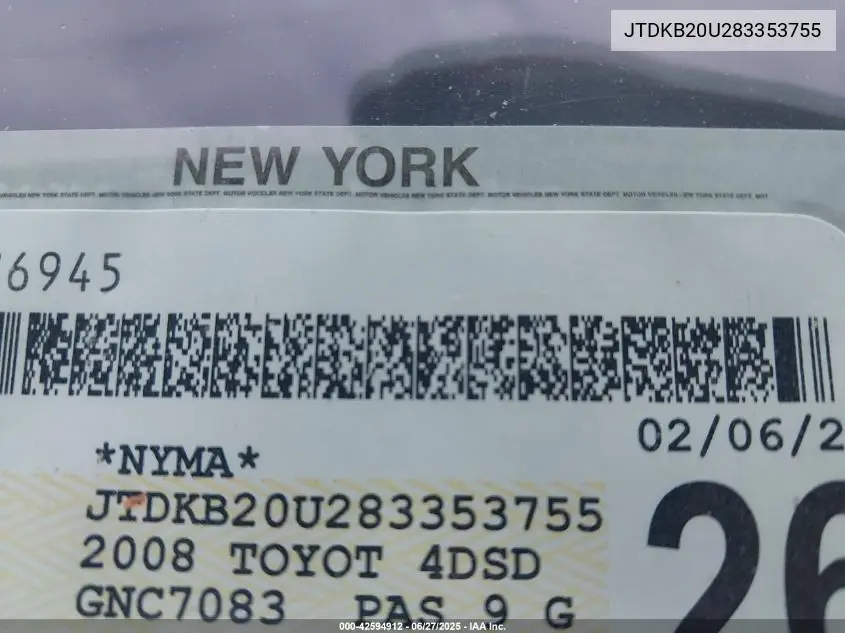 JTDKB20U283353755
NEW YORK
6945
02/06/2
*NYMA*
JTDKB20U283353755
2008 TOYOT 4DSD
GNC7083 PAS 9 G
26
000-42594912 - 06/27/2025 - IAA Inc.